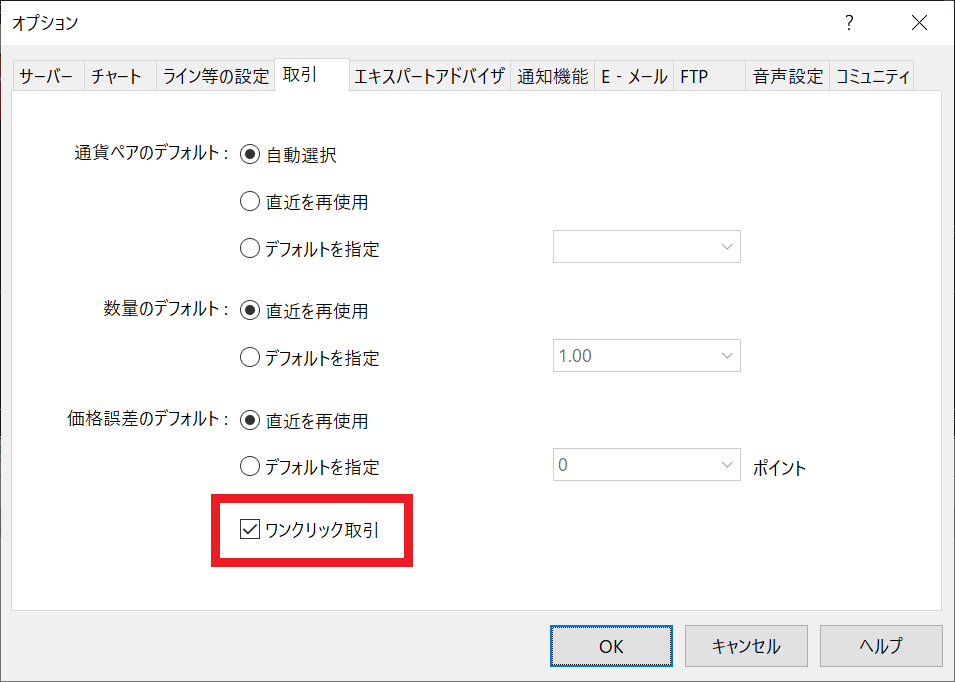 オプション
?
サーバー チャート ライン等の設定 取引 エキスパートアドバイザ 通知機能 E - メール FTP 音声設定 コミュニティ
通貨ペアのデフォルト: 自動選択
直近を再使用
デフォルトを指定
数量のデフォルト: 直近を再使用
デフォルトを指定 1.00
価格誤差のデフォルト: 直近を再使用
デフォルトを指定 0 ポイント
ワンクリック取引
OK キャンセル ヘルプ